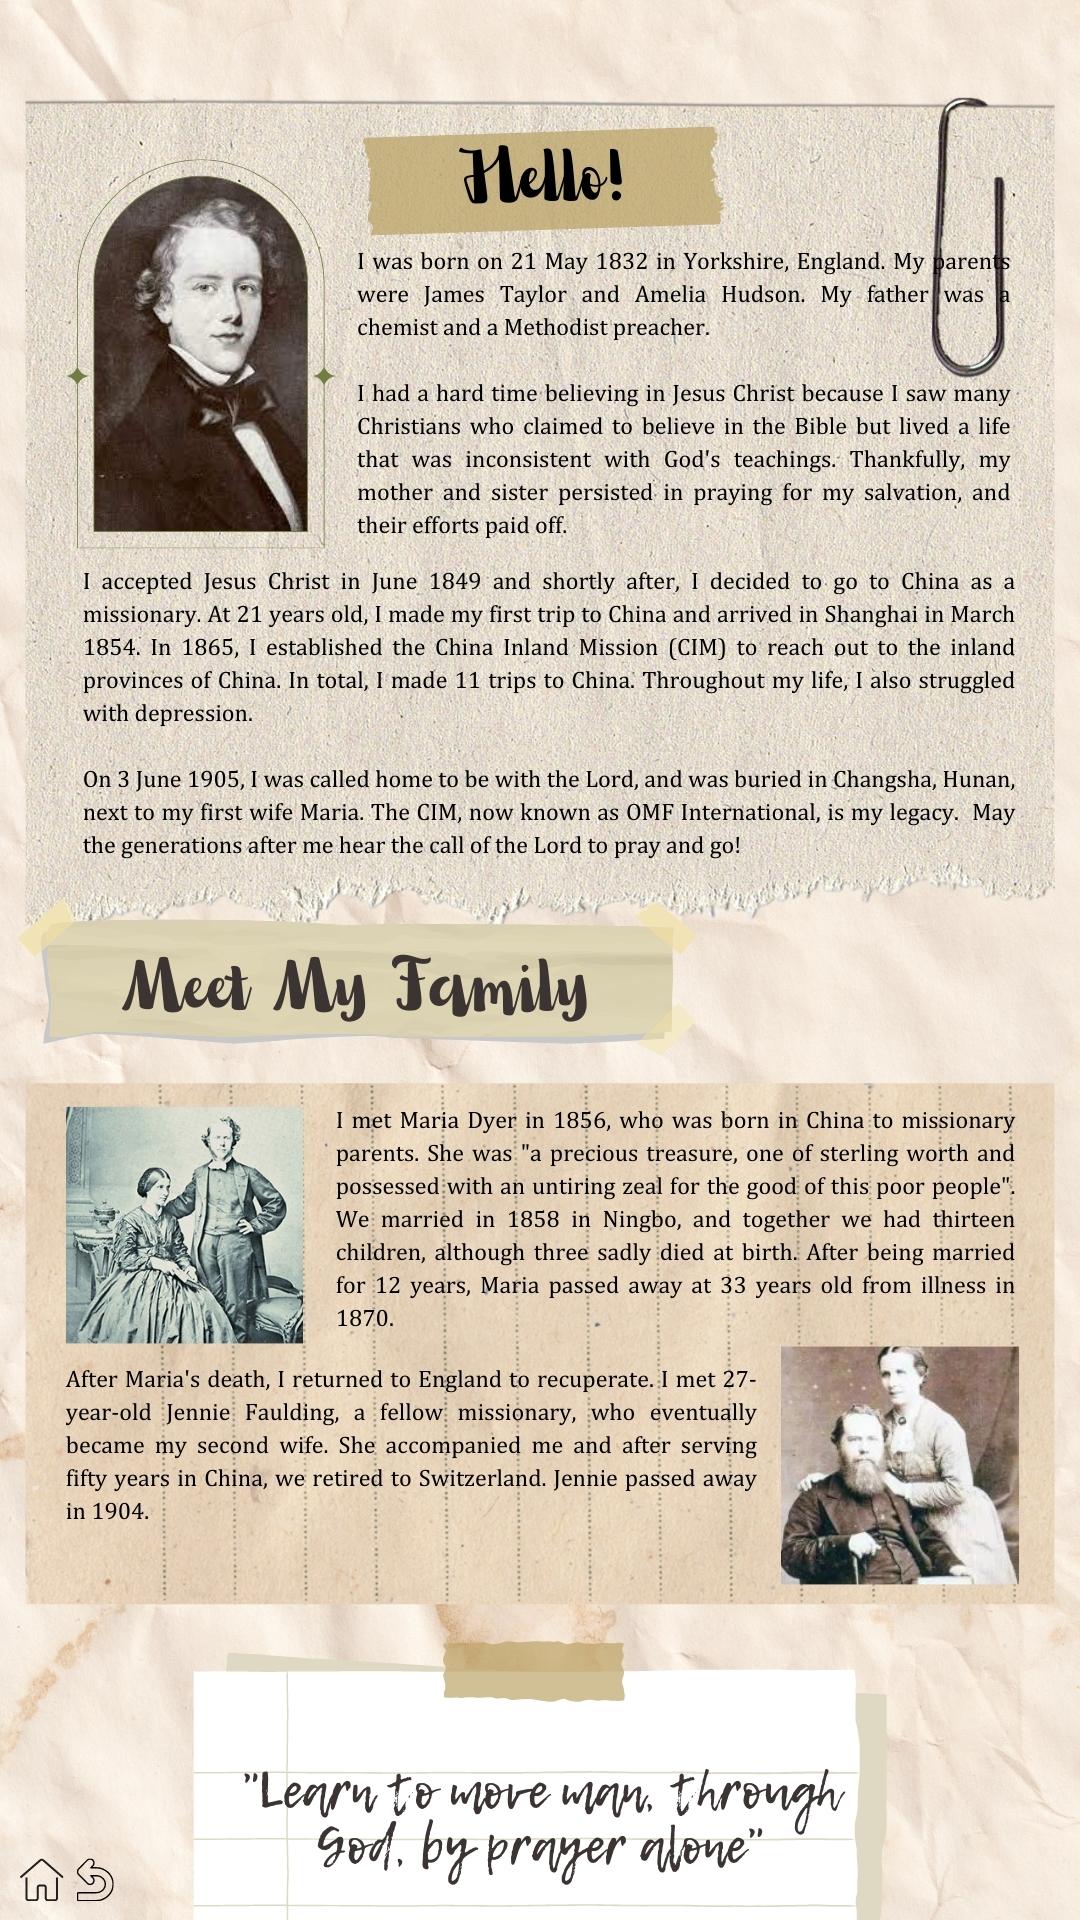 Hello!
I was born on 21 May 1832 in Yorkshire, England. My parents
were James Taylor and Amelia Hudson. My father was a
chemist and a Methodist preacher.
I had a hard time believing in Jesus Christ because I saw many
Christians who claimed to believe in the Bible but lived a life
that was inconsistent with God's teachings. Thankfully, my
mother and sister persisted in praying for my salvation, and
their efforts paid off.
I accepted Jesus Christ in June 1849 and shortly after, I decided to go to China as a
missionary. At 21 years old, I made my first trip to China and arrived in Shanghai in March
1854. In 1865, I established the China Inland Mission (CIM) to reach out to the inland
provinces of China. In total, I made 11 trips to China. Throughout my life, I also struggled
with depression.
On 3 June 1905, I was called home to be with the Lord, and was buried in Changsha, Hunan,
next to my first wife Maria. The CIM, now known as OMF International, is my legacy.  May
the generations after me hear the call of the Lord to pray and go!
Meet My Family
I met Maria Dyer in 1856, who was born in China to missionary
parents. She was "a precious treasure, one of sterling worth and
possessed with an untiring zeal for the good of this poor people".
We married in 1858 in Ningbo, and together we had thirteen
children, although three sadly died at birth. After being married
for 12 years, Maria passed away at 33 years old from illness in
1870.
After Maria's death, I returned to England to recuperate. I met 27-
year-old Jennie Faulding, a fellow missionary, who eventually
became my second wife. She accompanied me and after serving
fifty years in China, we retired to Switzerland. Jennie passed away
in 1904.
"Learn to move man, through
God, by prayer alone"